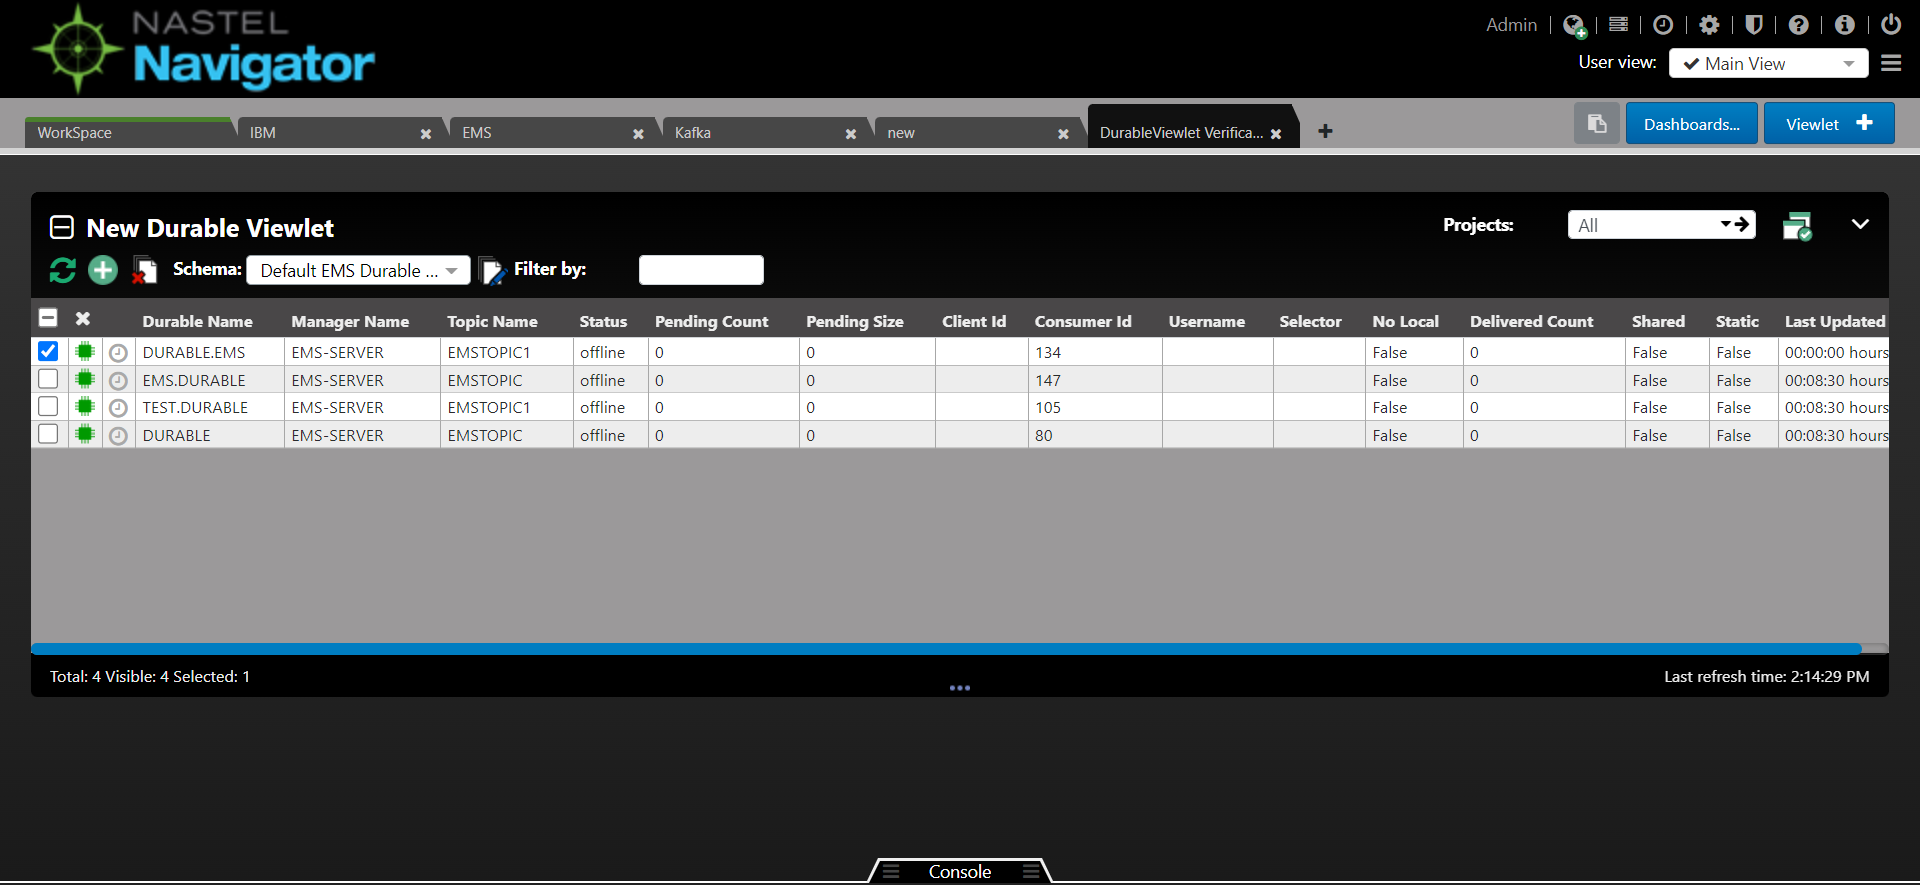 NASTEL
Navigator
Admin
User view: Main View
WorkSpace IBM EMS Kafka new DurableViewlet Verifica... Dashboards... Viewlet
New Durable Viewlet Projects: All
Schema: Default EMS Durable ... Filter by:
Durable Name Manager Name Topic Name Status Pending Count Pending Size Client Id Consumer Id Username Selector No Local Delivered Count Shared Static Last Updated
DURABLE.EMS EMS-SERVER EMSTOPIC1 offline 0 0 134 False 0 False False 00:00:00 hours
EMS.DURABLE EMS-SERVER EMSTOPIC offline 0 0 147 False 0 False False 00:08:30 hours
TEST.DURABLE EMS-SERVER EMSTOPIC1 offline 0 0 105 False 0 False False 00:08:30 hours
DURABLE EMS-SERVER EMSTOPIC offline 0 0 80 False 0 False False 00:08:30 hours
Total: 4 Visible: 4 Selected: 1 Last refresh time: 2:14:29 PM
Console